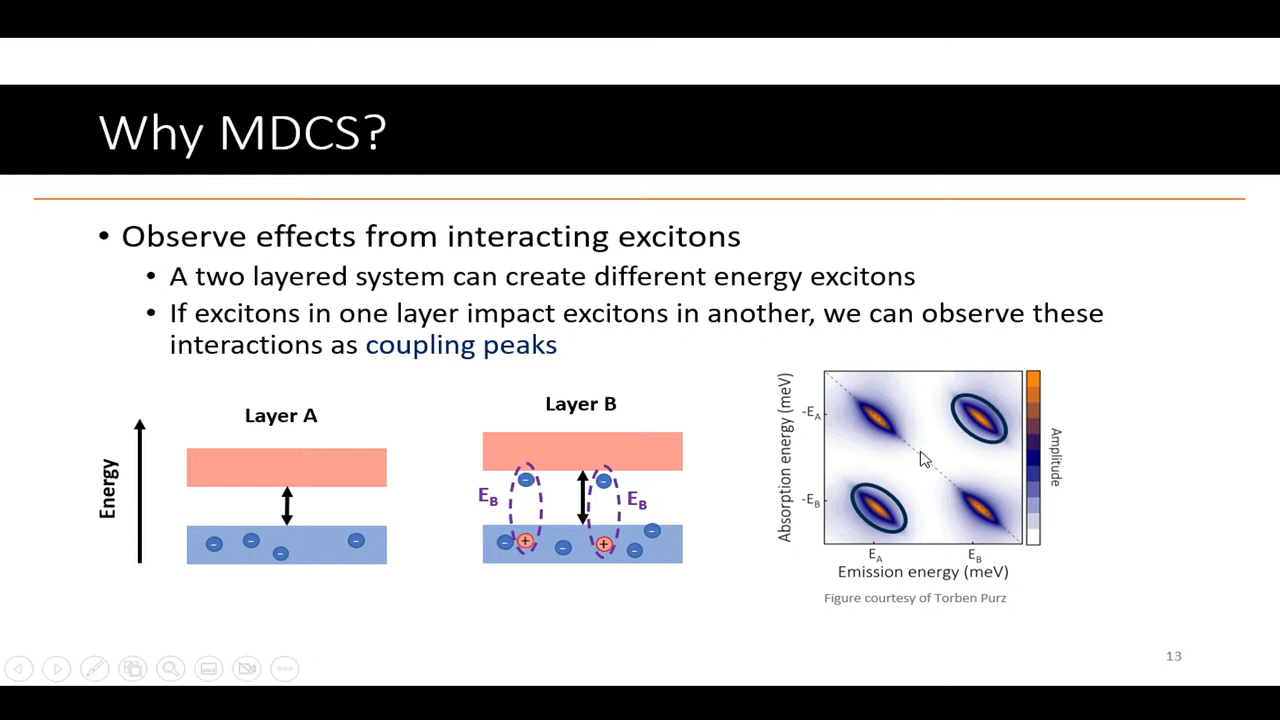 Why MDCS?
• Observe effects from interacting excitons
• A two layered system can create different energy excitons
• If excitons in one layer impact excitons in another, we can observe these
interactions as coupling peaks
Layer A
Layer B
Energy
E_B
E_B
−
−
−
−
−
−
+
+
−
−
−
−
Absorption energy (meV)
-E_A
-E_B
E_A
E_B
Emission energy (meV)
Amplitude
Figure courtesy of Torben Purz
13